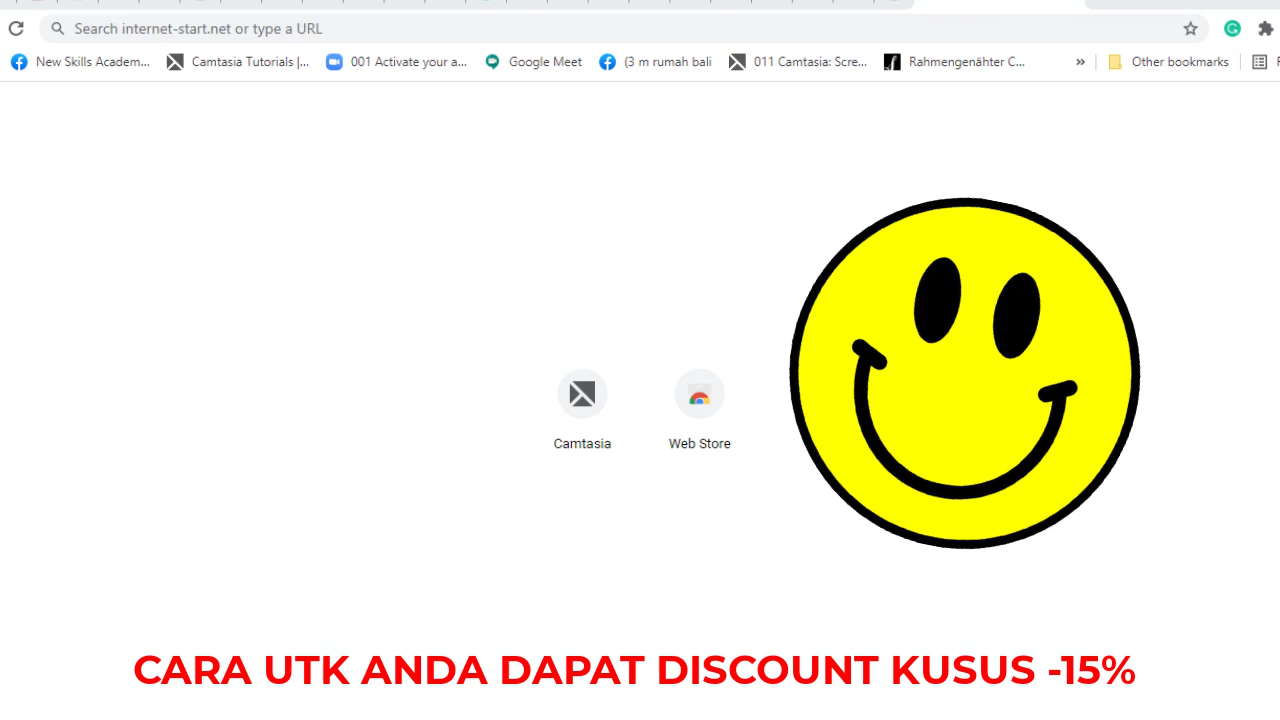 Search internet-start.net or type a URL
New Skills Academ... Camtasia Tutorials |... 001 Activate your a... Google Meet (3 m rumah bali 011 Camtasia: Scre... Rahmengenähter C... » Other bookmarks
Camtasia Web Store
CARA UTK ANDA DAPAT DISCOUNT KUSUS -15%